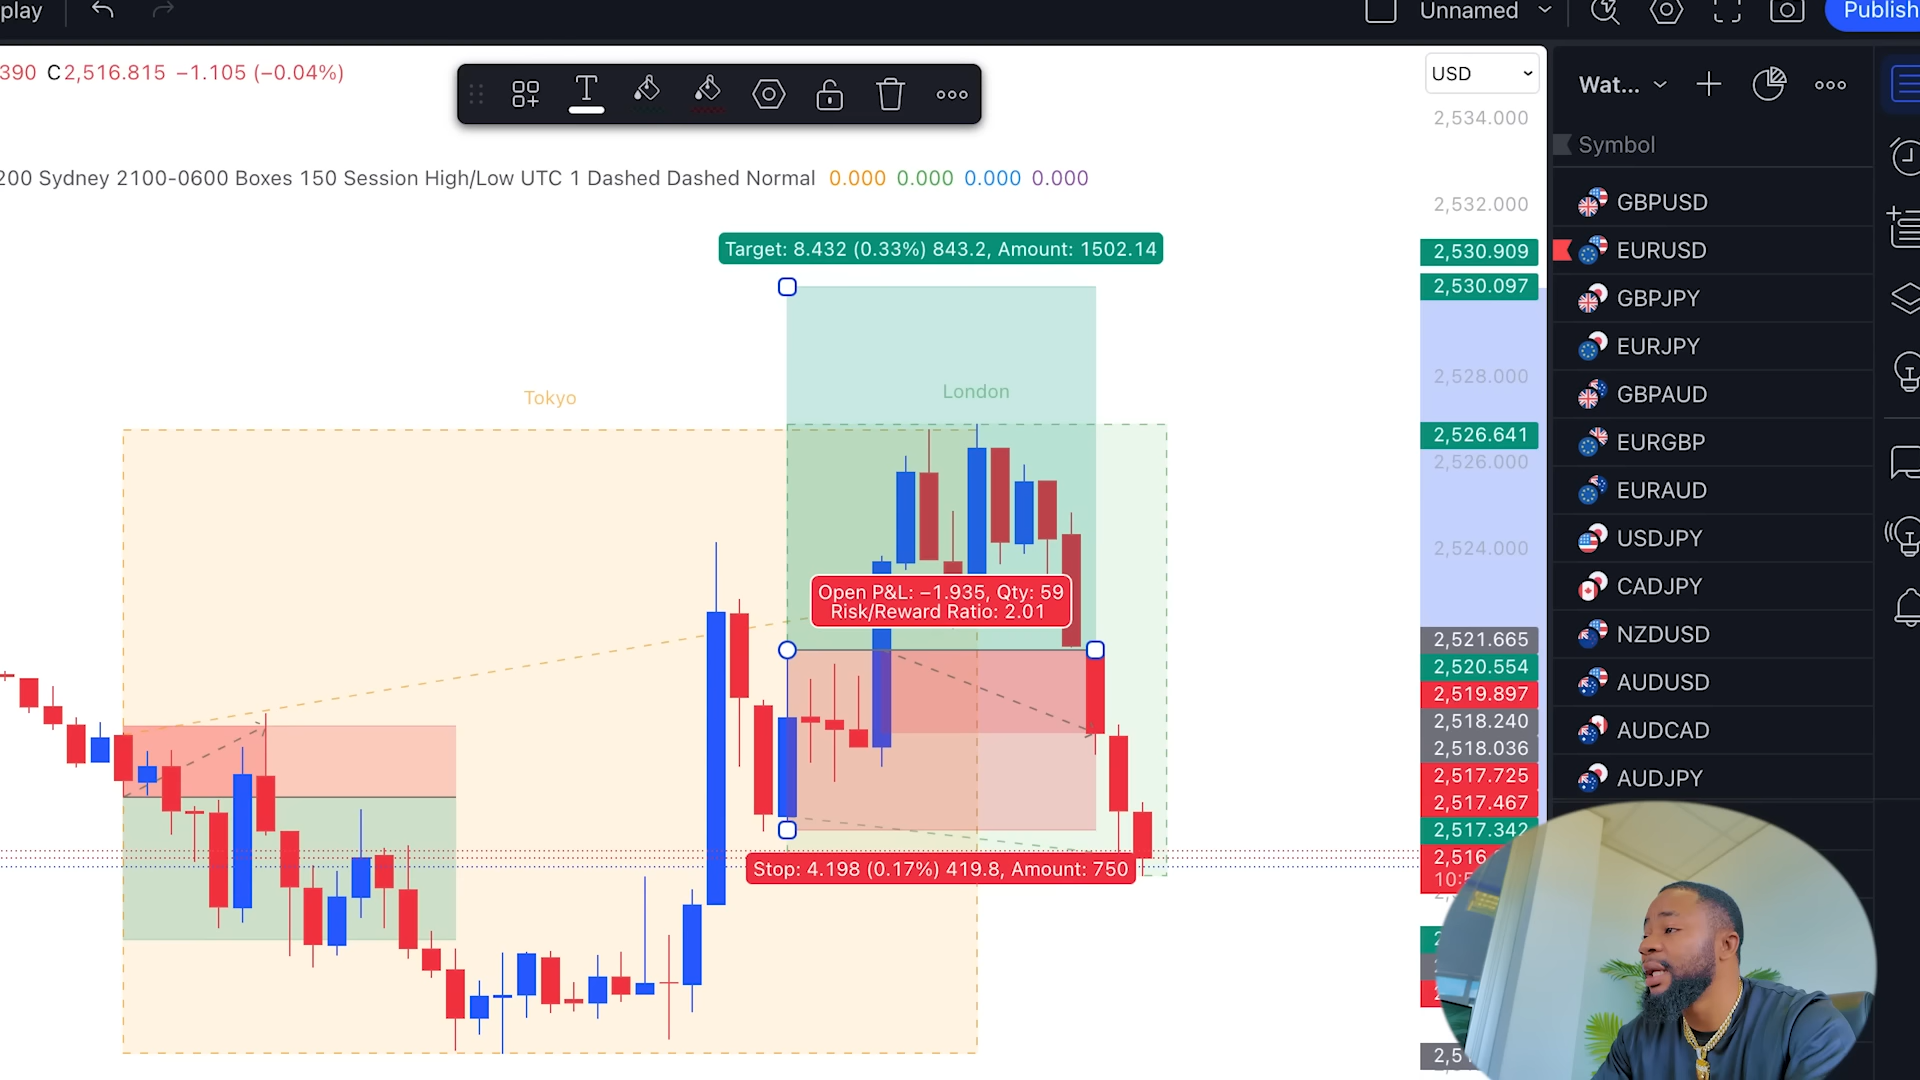 play
Unnamed
Publish
390 C2,516.815 −1.105 (−0.04%)
USD
Wat...
2,534.000
Symbol
200 Sydney 2100-0600 Boxes 150 Session High/Low UTC 1 Dashed Dashed Normal 0.000 0.000 0.000 0.000
2,532.000
GBPUSD
Target: 8.432 (0.33%) 843.2, Amount: 1502.14
2,530.909
EURUSD
2,530.097
GBPJPY
EURJPY
2,528.000
Tokyo
London
GBPAUD
2,526.641
EURGBP
2,526.000
EURAUD
2,524.000
USDJPY
Open P&L: −1.935, Qty: 59
Risk/Reward Ratio: 2.01
CADJPY
2,521.665
NZDUSD
2,520.554
2,519.897
AUDUSD
2,518.240
AUDCAD
2,518.036
2,517.725
AUDJPY
2,517.467
2,517.342
Stop: 4.198 (0.17%) 419.8, Amount: 750
2,516.
10:5
2
2
2,51